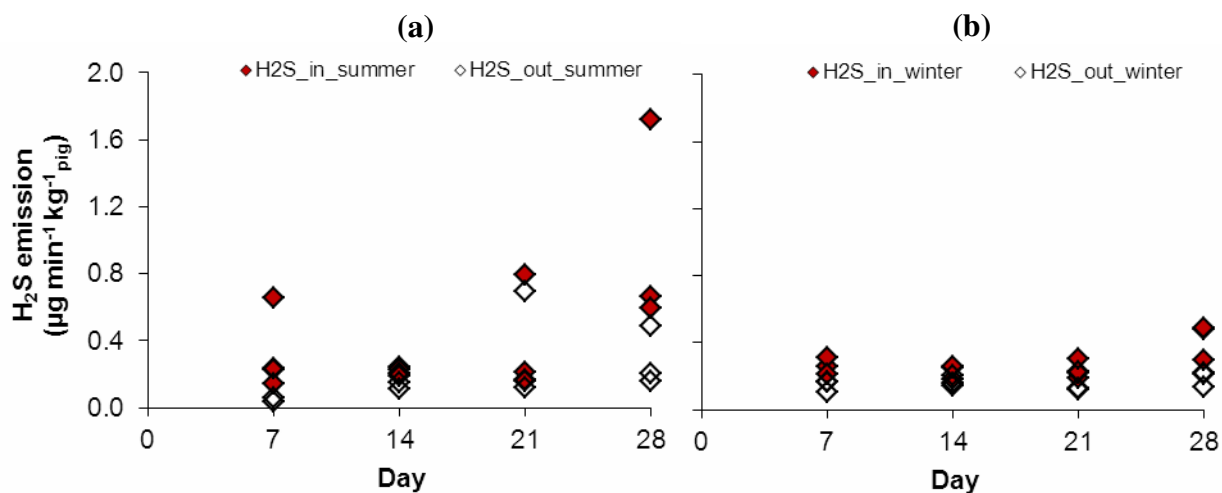 (a)
(b)
H2S_in_summer H2S_out_summer
H2S_in_winter H2S_out_winter
H₂S emission
(µg min⁻¹ kg⁻¹pig)
2.0
1.6
1.2
0.8
0.4
0.0
0 7 14 21 28
0 7 14 21 28
Day
Day